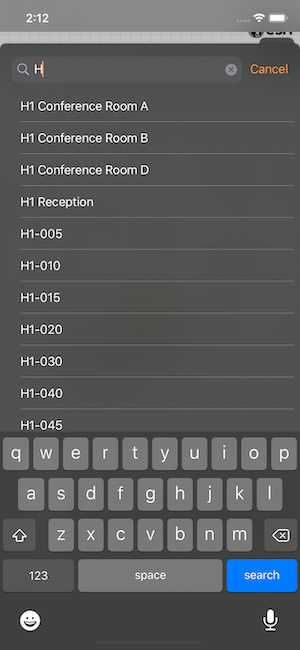 2:12
H
Cancel
H1 Conference Room A
H1 Conference Room B
H1 Conference Room D
H1 Reception
H1-005
H1-010
H1-015
H1-020
H1-030
H1-040
H1-045
q w e r t y u i o p
a s d f g h j k l
z x c v b n m
123 space search